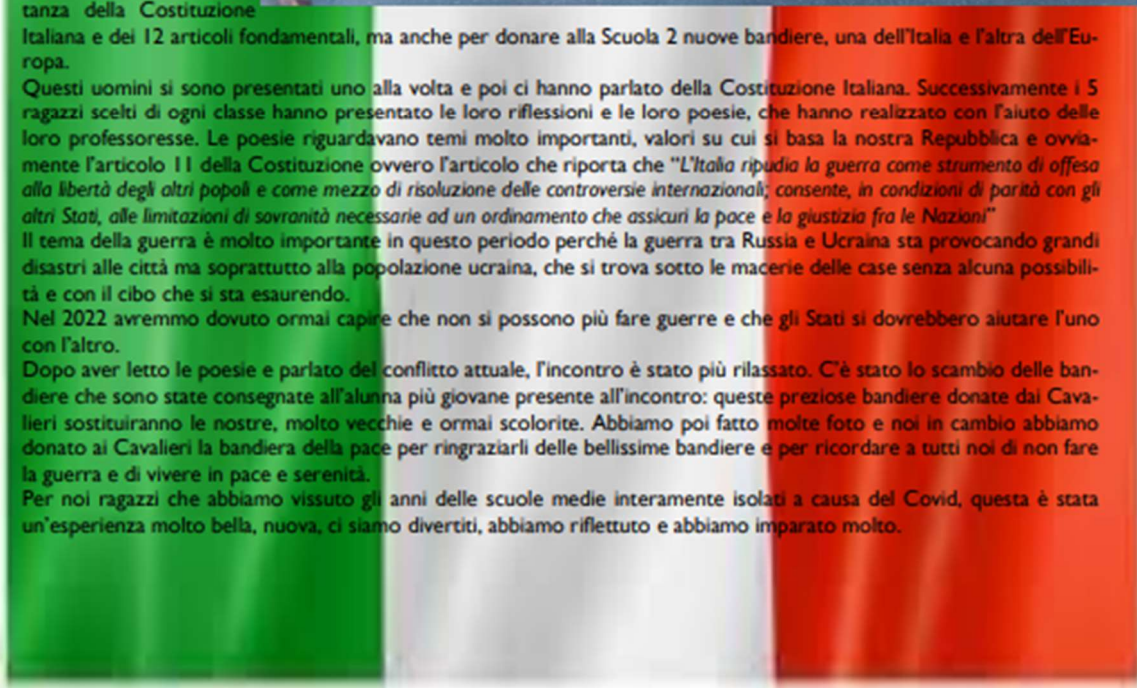 tanza della Costituzione
Italiana e dei 12 articoli fondamentali, ma anche per donare alla Scuola 2 nuove bandiere, una dell'Italia e l'altra dell'Eu-
ropa.
Questi uomini si sono presentati uno alla volta e poi ci hanno parlato della Costituzione Italiana. Successivamente i 5
ragazzi scelti di ogni classe hanno presentato le loro riflessioni e le loro poesie, che hanno realizzato con l'aiuto delle
loro professoresse. Le poesie riguardavano temi molto importanti, valori su cui si basa la nostra Repubblica e ovvia-
mente l'articolo 11 della Costituzione ovvero l'articolo che riporta che "L'Italia ripudia la guerra come strumento di offesa
alla libertà degli altri popoli e come mezzo di risoluzione delle controversie internazionali; consente, in condizioni di parità con gli
altri Stati, alle limitazioni di sovranità necessarie ad un ordinamento che assicuri la pace e la giustizia fra le Nazioni"
Il tema della guerra è molto importante in questo periodo perché la guerra tra Russia e Ucraina sta provocando grandi
disastri alle città ma soprattutto alla popolazione ucraina, che si trova sotto le macerie delle case senza alcuna possibili-
tà e con il cibo che si sta esaurendo.
Nel 2022 avremmo dovuto ormai capire che non si possono più fare guerre e che gli Stati si dovrebbero aiutare l'uno
con l'altro.
Dopo aver letto le poesie e parlato del conflitto attuale, l'incontro è stato più rilassato. C'è stato lo scambio delle ban-
diere che sono state consegnate all'alunna più giovane presente all'incontro: queste preziose bandiere donate dai Cava-
lieri sostituiranno le nostre, molto vecchie e ormai scolorite. Abbiamo poi fatto molte foto e noi in cambio abbiamo
donato ai Cavalieri la bandiera della pace per ringraziarli delle bellissime bandiere e per ricordare a tutti noi di non fare
la guerra e di vivere in pace e serenità.
Per noi ragazzi che abbiamo vissuto gli anni delle scuole medie interamente isolati a causa del Covid, questa è stata
un'esperienza molto bella, nuova, ci siamo divertiti, abbiamo riflettuto e abbiamo imparato molto.